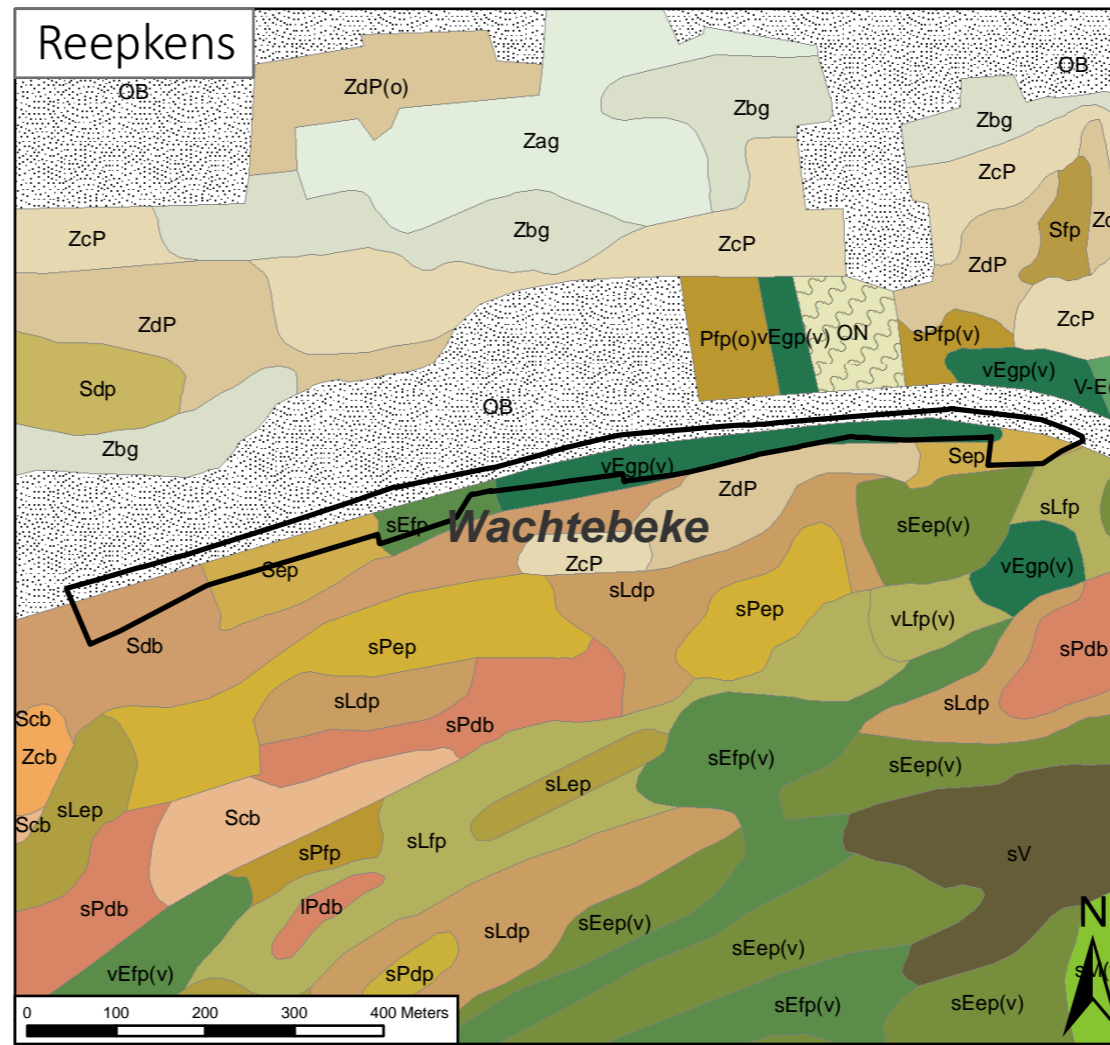 Reepkens
OB
OB
ZdP(o)
Zbg
Zbg
Zag
ZcP
Zbg
ZcP
ZcP
Sfp
ZdP
ZdP
ZcP
Pfp(o)
vEgp(v)
ON
sPfp(v)
Sdp
vEgp(v)
OB
Zbg
vEgp(v)
Sep
ZdP
sLfp
sEfp
Wachtebeke
sEep(v)
ZcP
Sep
vEgp(v)
sLdp
sPep
vLfp(v)
Sdb
sPep
sPdb
sLdp
sLdp
Scb
sPdb
Zcb
sEfp(v)
sEep(v)
sLep
sLep
Scb
Scb
sLfp
sPfp
sV
sPdb
lPdb
N
sLdp
sEep(v)
sEep(v)
vEfp(v)
sPdp
sEfp(v)
sEep(v)
0 100 200 300 400 Meters